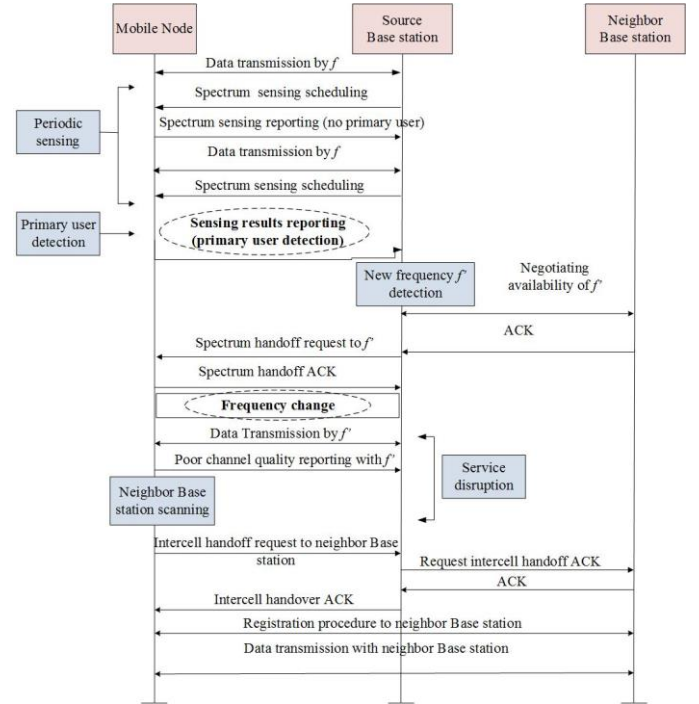 Mobile Node
Source
Base station
Neighbor
Base station
Data transmission by f
Spectrum sensing scheduling
Periodic
sensing
Spectrum sensing reporting (no primary user)
Data transmission by f
Spectrum sensing scheduling
Primary user
detection
Sensing results reporting
(primary user detection)
New frequency f'
detection
Negotiating
availability of f'
ACK
Spectrum handoff request to f'
Spectrum handoff ACK
Frequency change
Data Transmission by f'
Poor channel quality reporting with f'
Service
disruption
Neighbor Base
station scanning
Intercell handoff request to neighbor Base
station
Request intercell handoff ACK
ACK
Intercell handover ACK
Registration procedure to neighbor Base station
Data transmission with neighbor Base station